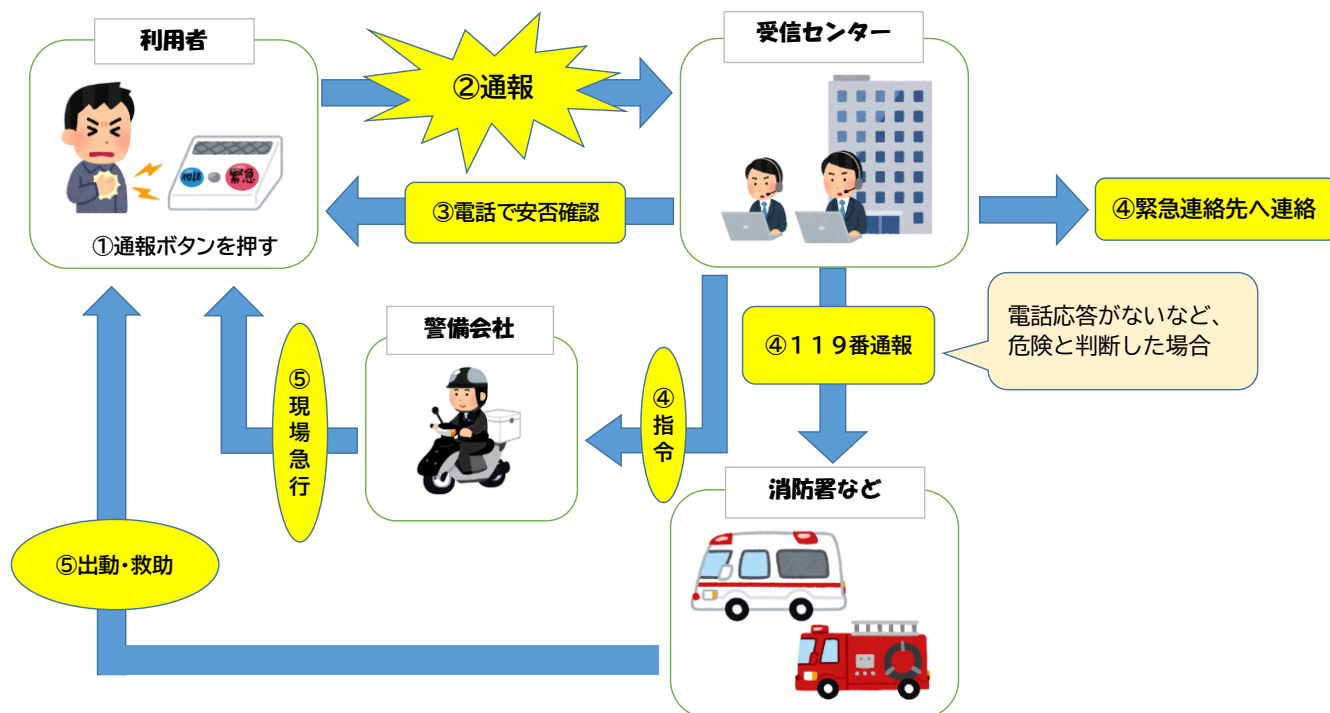 利用者
受信センター
②通報
相談
緊急
③電話で安否確認
④緊急連絡先へ連絡
①通報ボタンを押す
警備会社
④119番通報
電話応答がないなど、
危険と判断した場合
⑤現場急行
④指令
消防署など
⑤出動・救助